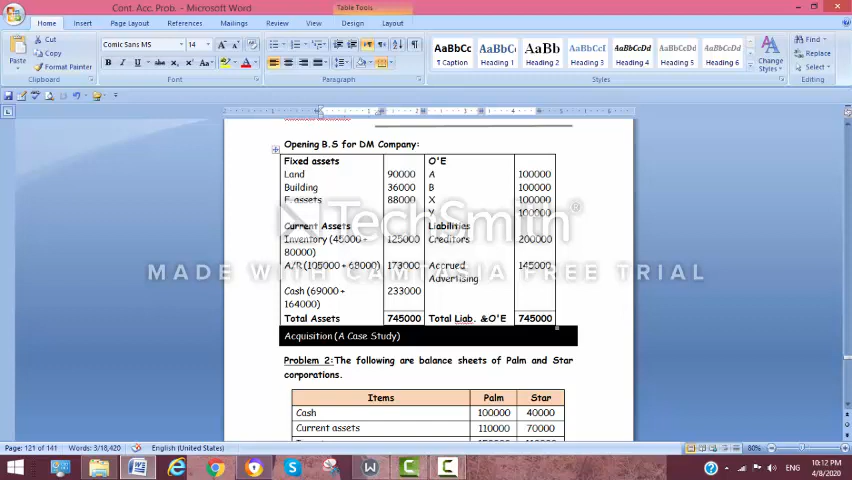 Cont. Acc. Prob. - Microsoft Word
Table Tools
Home Insert Page Layout References Mailings Review View Design Layout
Cut
Copy
Format Painter
Paste
Clipboard
Comic Sans MS 14
Font
Paragraph
AaBbCc AaBbCc AaBb AaBbCcI AaBbCcDd AaBbCcDd
¶ Caption Heading 1 Heading 2 Heading 3 Heading 4 Heading 5
Change Styles
Styles
Find
Replace
Select
Editing
Opening B.S for DM Company:
Fixed assets O'E
Land 90000 A 100000
Building 36000 B 100000
F. assets 88000 X 100000
Y 100000
Current Assets Liabilities
Inventory (45000 + 80000) 125000 Creditors 200000
A/R (105000 + 68000) 173000 Accrued Advertising 145000
Cash (69000 + 164000) 233000
Total Assets 745000 Total Liab. &O'E 745000
TechSmith
MADE WITH CAMTASIA FREE TRIAL
Acquisition (A Case Study)
Problem 2:The following are balance sheets of Palm and Star
corporations.
Items Palm Star
Cash 100000 40000
Current assets 110000 70000
Page: 121 of 141 Words: 3/18,420 English (United States) 80%
ENG 10:12 PM
4/8/2020